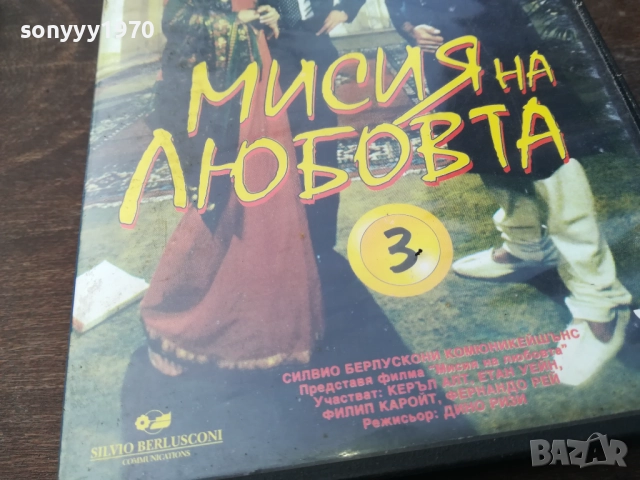 sonyyy1970
МИСИЯ НА
ЛЮБОВТА
3
СИЛВИО БЕРЛУСКОНИ КОМЮНИКЕЙШЪНС
Представя филма "Мисия на любовта"
Участват: КЕРЪЛ АЛТ, ЕТАН УЕЙН,
ФИЛИП КАРОЙТ, ФЕРНАНДО РЕЙ
Режисьор: ДИНО РИЗИ
SILVIO BERLUSCONI
COMMUNICATIONS
BAZAR